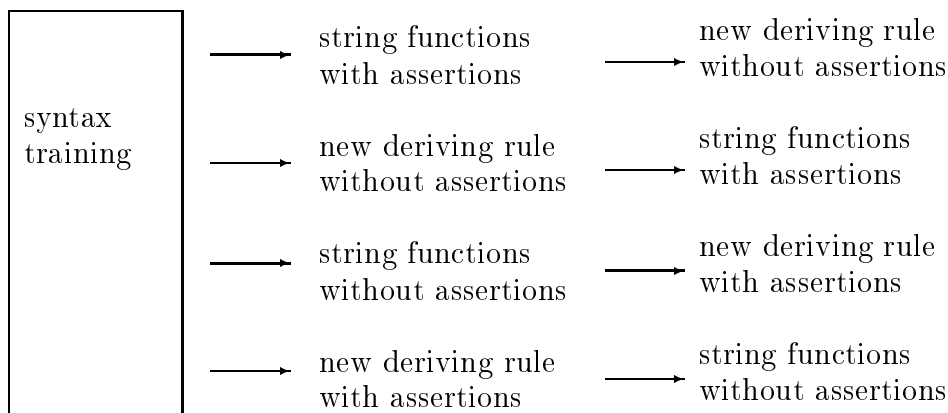 syntax
training
string functions
with assertions
new deriving rule
without assertions
new deriving rule
without assertions
string functions
with assertions
string functions
without assertions
new deriving rule
with assertions
new deriving rule
with assertions
string functions
without assertions